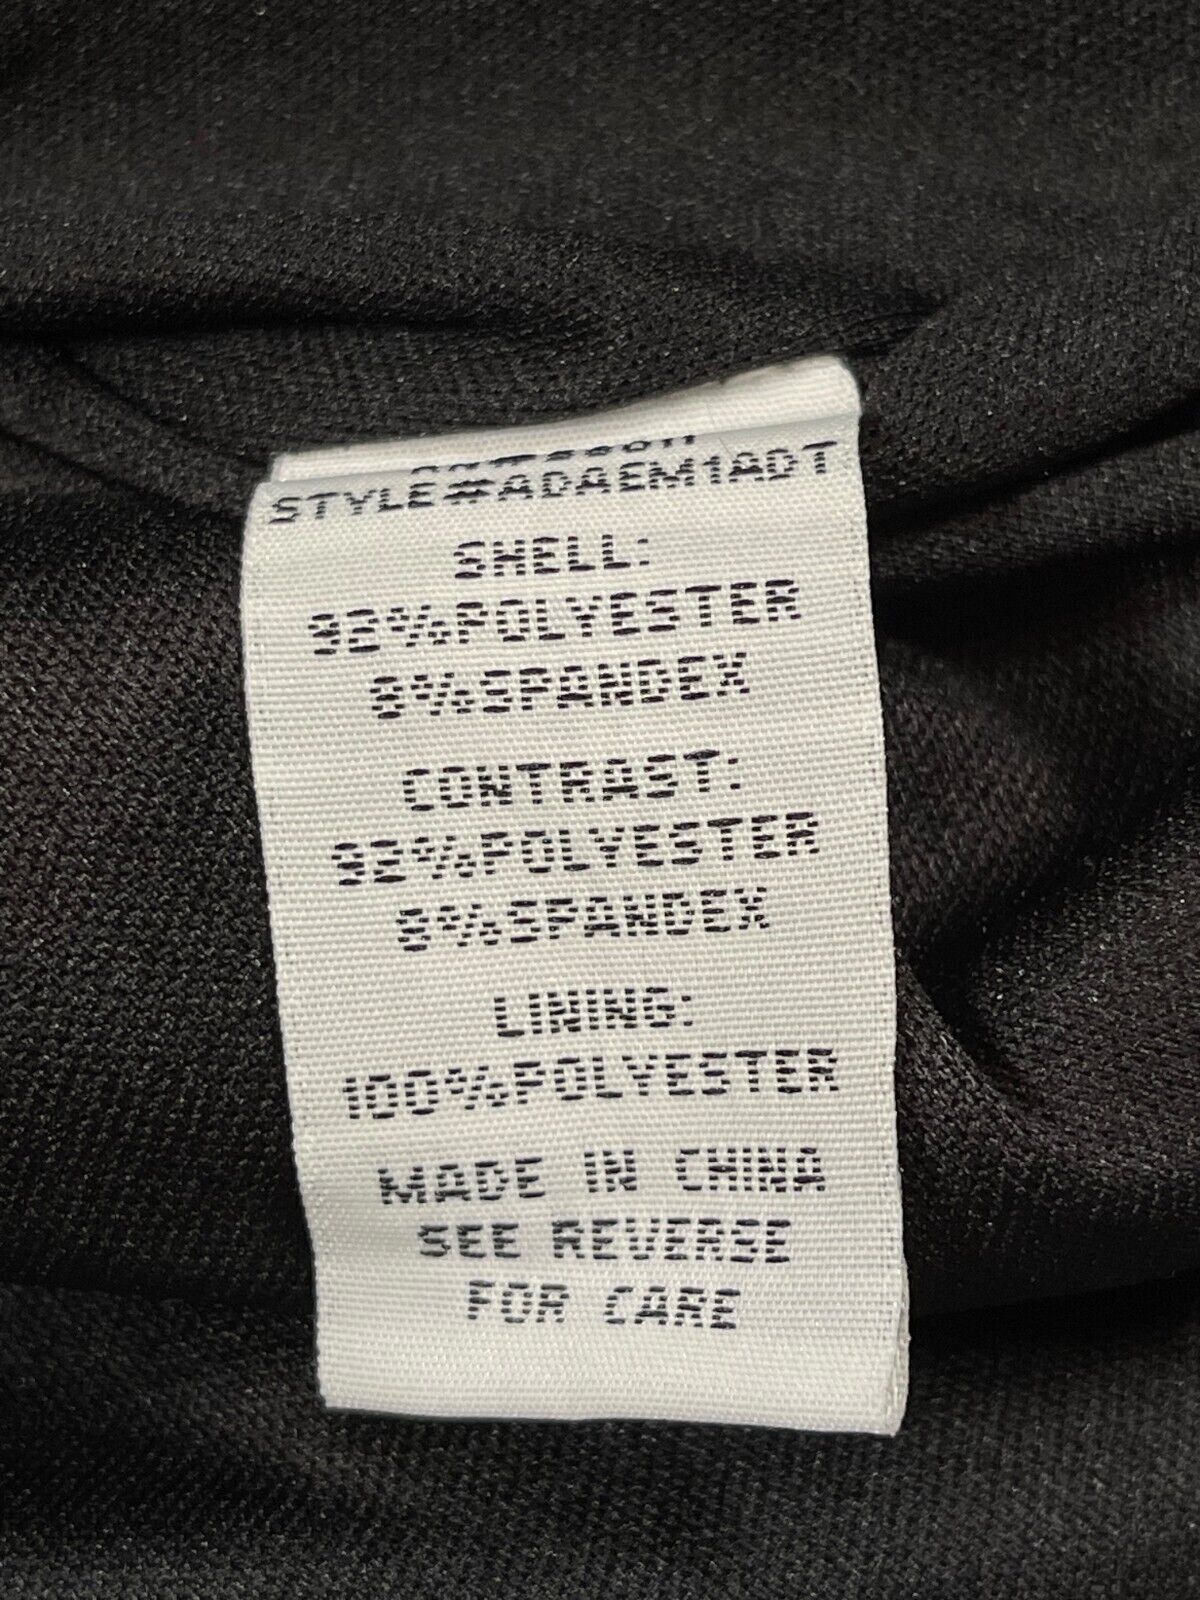 STYLE#ADAEM1ADT
SHELL:
92%POLYESTER
8%SPANDEX
CONTRAST:
92%POLYESTER
8%SPANDEX
LINING:
100%POLYESTER
MADE IN CHINA
SEE REVERSE
FOR CARE